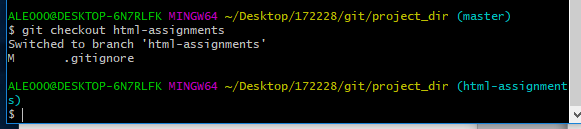 ALEOOO@DESKTOP-6N7RLFK MINGW64 ~/Desktop/172228/git/project_dir (master)
$ git checkout html-assignments
Switched to branch 'html-assignments'
M       .gitignore
ALEOOO@DESKTOP-6N7RLFK MINGW64 ~/Desktop/172228/git/project_dir (html-assignment
s)
$